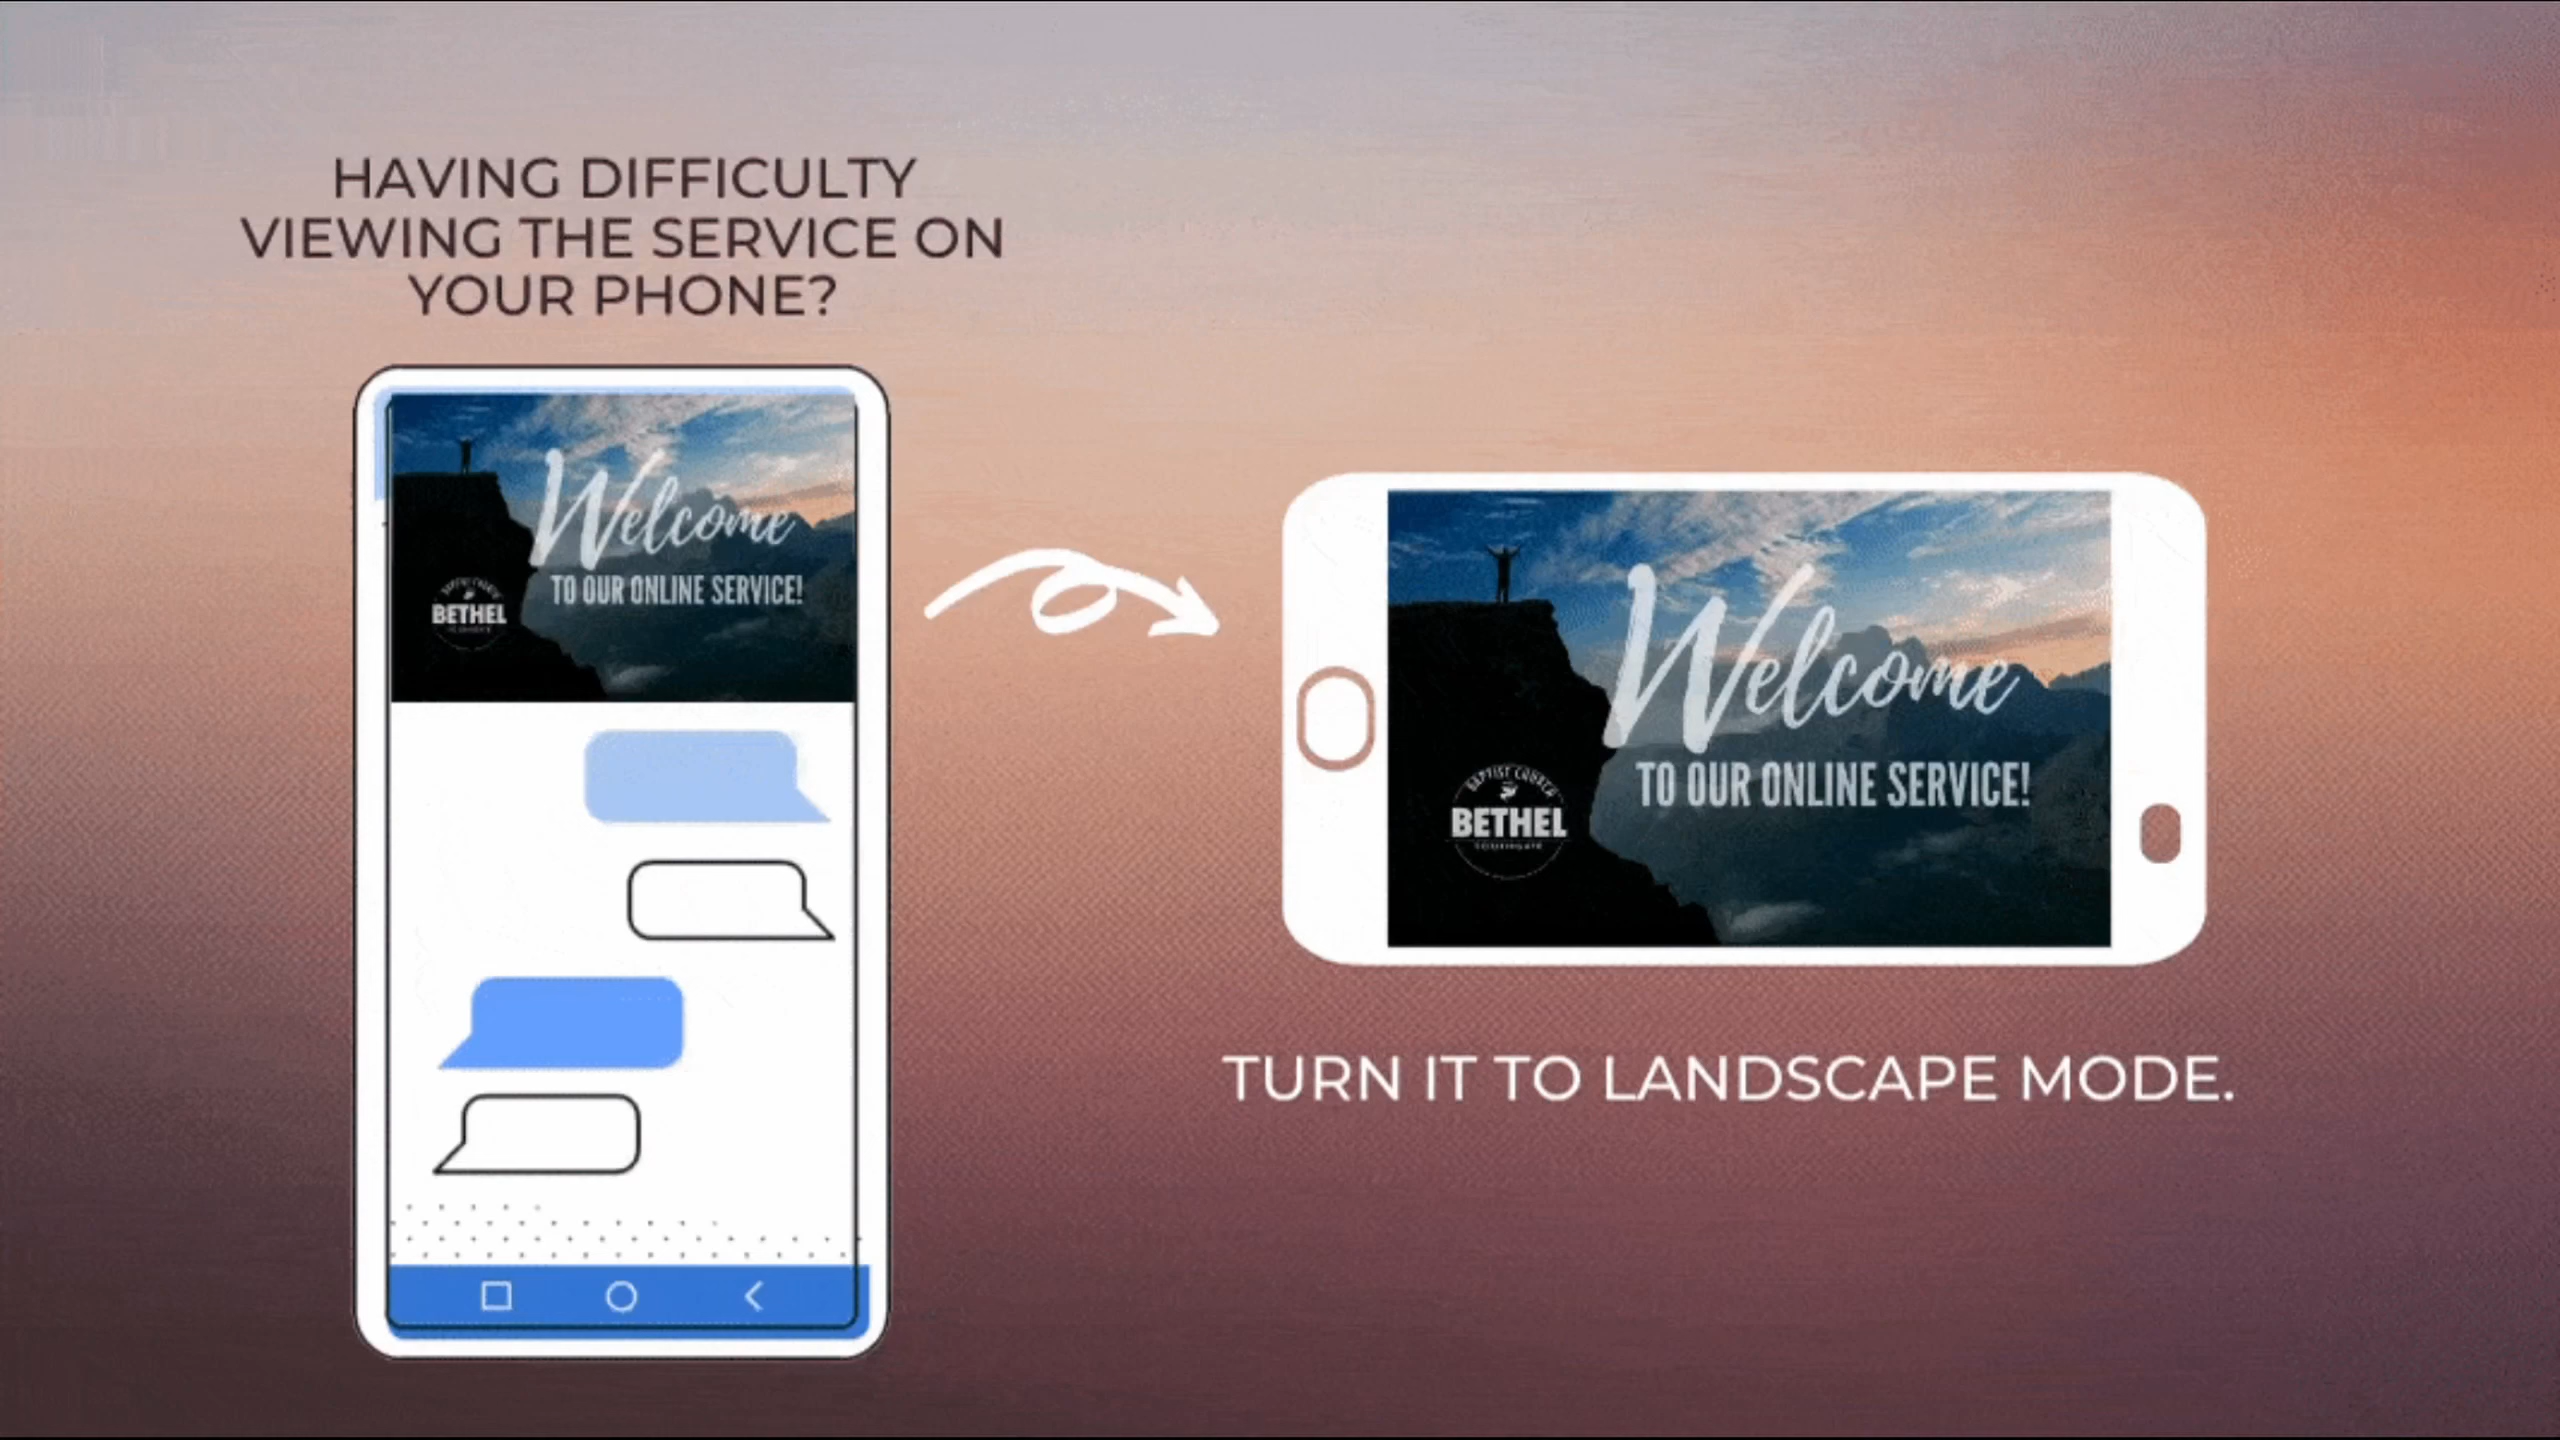 HAVING DIFFICULTY
VIEWING THE SERVICE ON
YOUR PHONE?
Welcome
TO OUR ONLINE SERVICE!
BETHEL
Welcome
TO OUR ONLINE SERVICE!
BAPTIST CHURCH
BETHEL
TURN IT TO LANDSCAPE MODE.